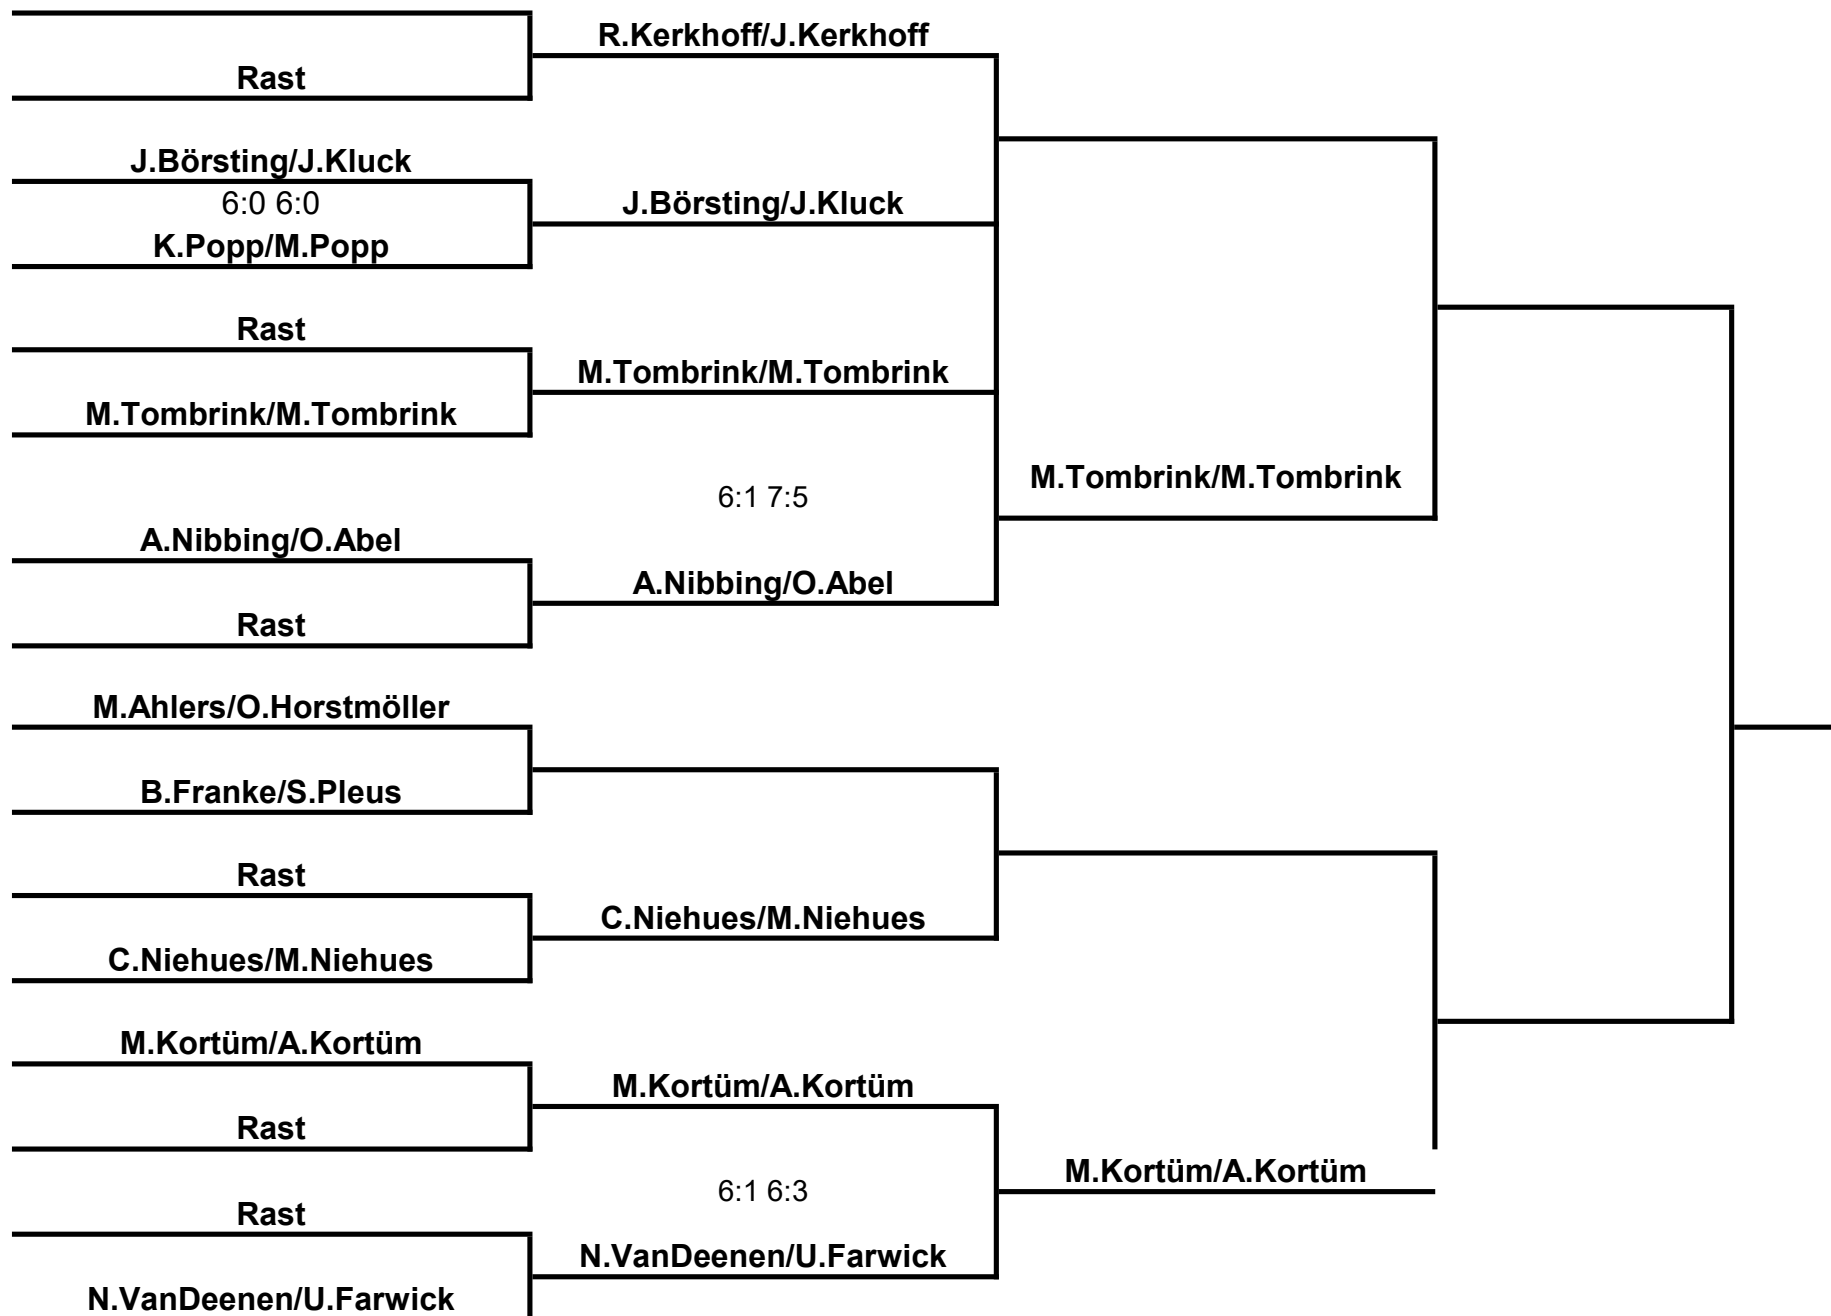 R.Kerkhoff/J.Kerkhoff
Rast
J.Börsting/J.Kluck
6:0 6:0
J.Börsting/J.Kluck
K.Popp/M.Popp
Rast
M.Tombrink/M.Tombrink
M.Tombrink/M.Tombrink
M.Tombrink/M.Tombrink
6:1 7:5
A.Nibbing/O.Abel
A.Nibbing/O.Abel
Rast
M.Ahlers/O.Horstmöller
B.Franke/S.Pleus
Rast
C.Niehues/M.Niehues
C.Niehues/M.Niehues
M.Kortüm/A.Kortüm
M.Kortüm/A.Kortüm
Rast
M.Kortüm/A.Kortüm
6:1 6:3
Rast
N.VanDeenen/U.Farwick
N.VanDeenen/U.Farwick